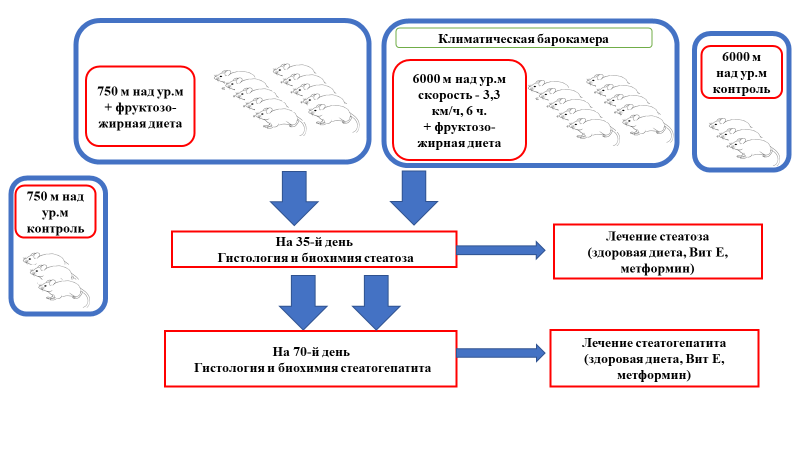 Климатическая барокамера
750 м над ур.м
+ фруктозо-
жирная диета
6000 м над ур.м
скорость - 3,3
км/ч, 6 ч.
+ фруктозо-
жирная диета
6000 м
над ур.м
контроль
750 м над
ур.м
контроль
На 35-й день
Гистология и биохимия стеатоза
Лечение стеатоза
(здоровая диета, Вит Е,
метформин)
На 70-й день
Гистология и биохимия стеатогепатита
Лечение стеатогепатита
(здоровая диета, Вит Е,
метформин)